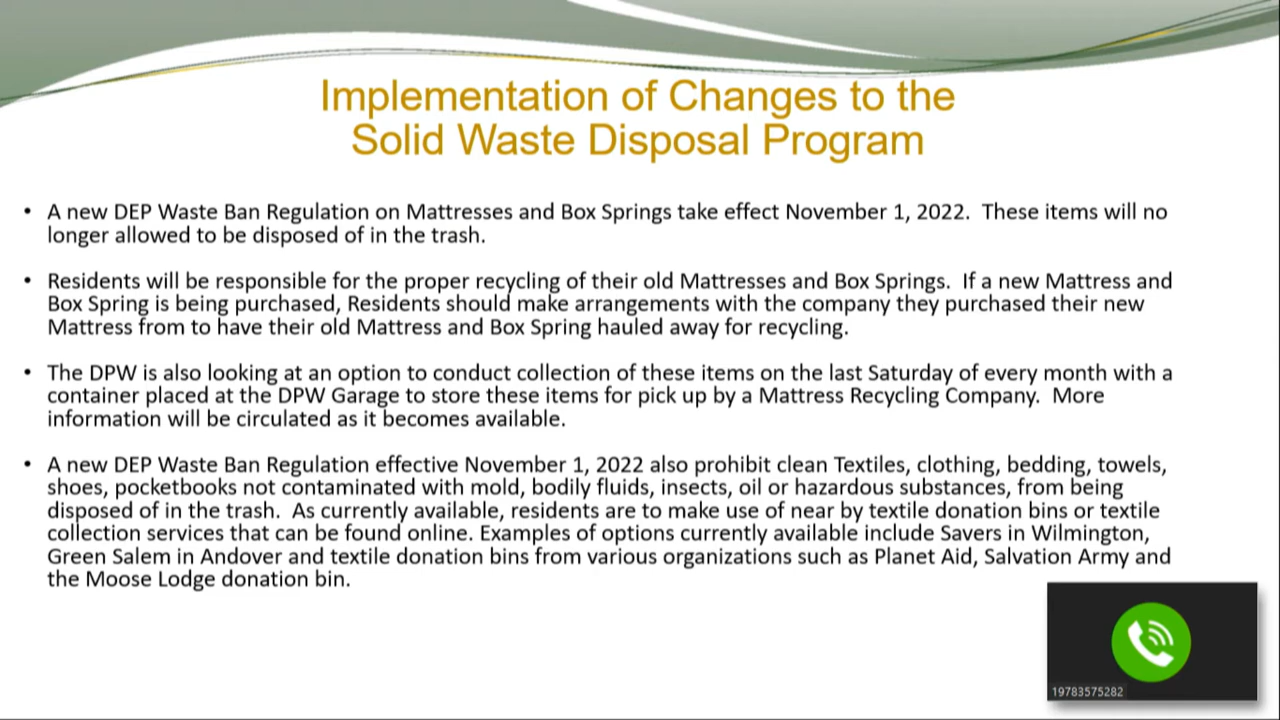 Implementation of Changes to the
Solid Waste Disposal Program
• A new DEP Waste Ban Regulation on Mattresses and Box Springs take effect November 1, 2022.  These items will no
longer allowed to be disposed of in the trash.
• Residents will be responsible for the proper recycling of their old Mattresses and Box Springs.  If a new Mattress and
Box Spring is being purchased, Residents should make arrangements with the company they purchased their new
Mattress from to have their old Mattress and Box Spring hauled away for recycling.
• The DPW is also looking at an option to conduct collection of these items on the last Saturday of every month with a
container placed at the DPW Garage to store these items for pick up by a Mattress Recycling Company.  More
information will be circulated as it becomes available.
• A new DEP Waste Ban Regulation effective November 1, 2022 also prohibit clean Textiles, clothing, bedding, towels,
shoes, pocketbooks not contaminated with mold, bodily fluids, insects, oil or hazardous substances, from being
disposed of in the trash.  As currently available, residents are to make use of near by textile donation bins or textile
collection services that can be found online. Examples of options currently available include Savers in Wilmington,
Green Salem in Andover and textile donation bins from various organizations such as Planet Aid, Salvation Army and
the Moose Lodge donation bin.
19783575282